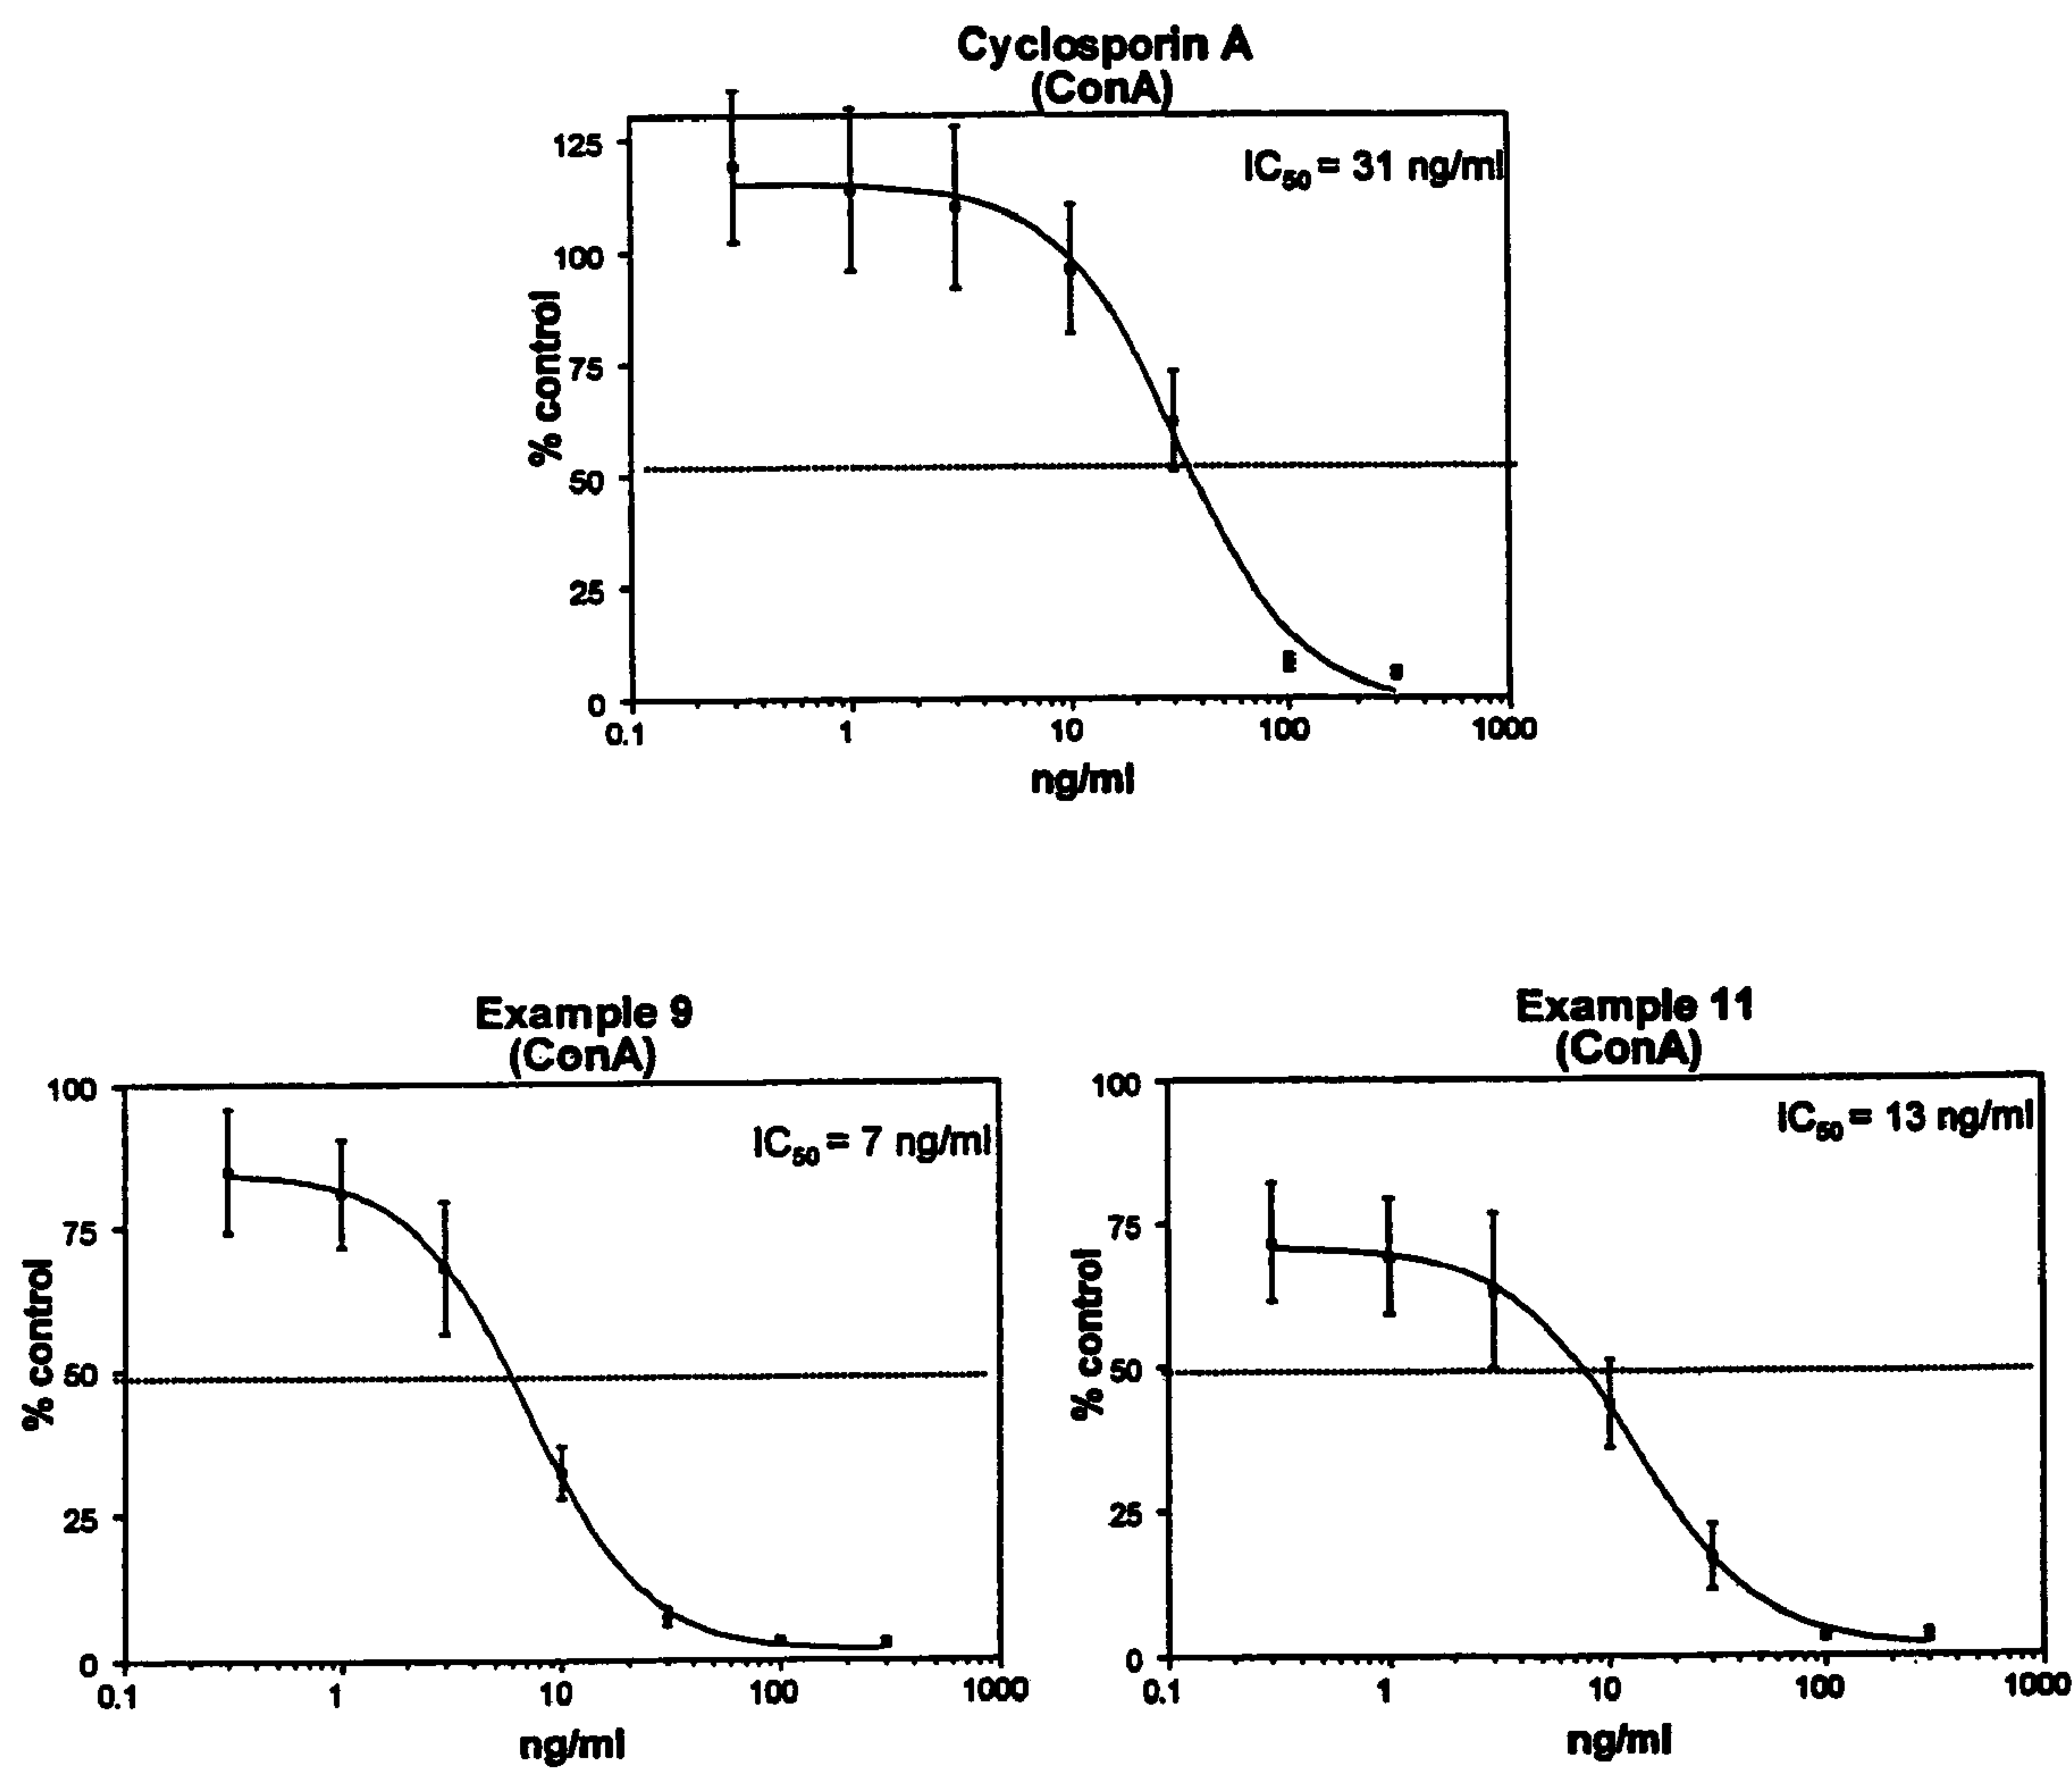 Cyclosporin A
(ConA)
IC50 = 31 ng/ml
% control
125
100
75
50
25
0
0.1 1 10 100 1000
ng/ml
Example 9
(ConA)
IC50 = 7 ng/ml
% control
100
75
50
25
0
0.1 1 10 100 1000
ng/ml
Example 11
(ConA)
IC50 = 13 ng/ml
% control
100
75
50
25
0
0.1 1 10 100 1000
ng/ml